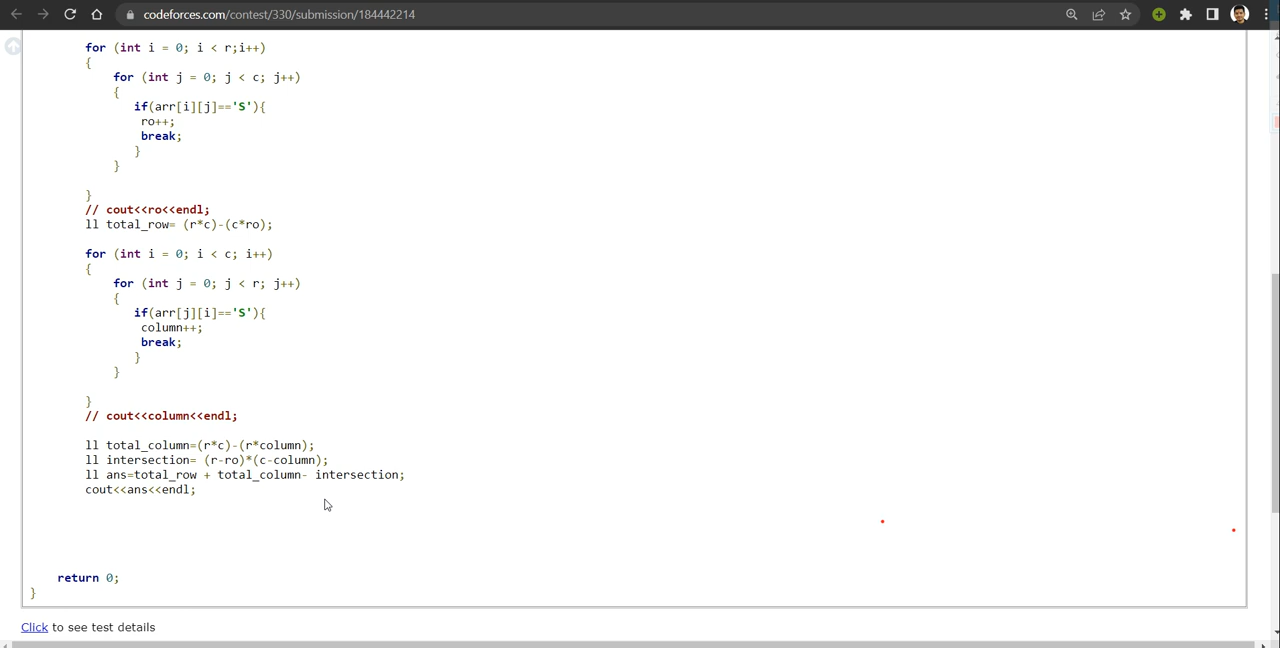 codeforces.com/contest/330/submission/184442214
for (int i = 0; i < r;i++)
{
for (int j = 0; j < c; j++)
{
if(arr[i][j]=='S'){
ro++;
break;
}
}
}
// cout<<ro<<endl;
ll total_row= (r*c)-(c*ro);
for (int i = 0; i < c; i++)
{
for (int j = 0; j < r; j++)
{
if(arr[j][i]=='S'){
column++;
break;
}
}
}
// cout<<column<<endl;
ll total_column=(r*c)-(r*column);
ll intersection= (r-ro)*(c-column);
ll ans=total_row + total_column- intersection;
cout<<ans<<endl;
return 0;
}
Click to see test details